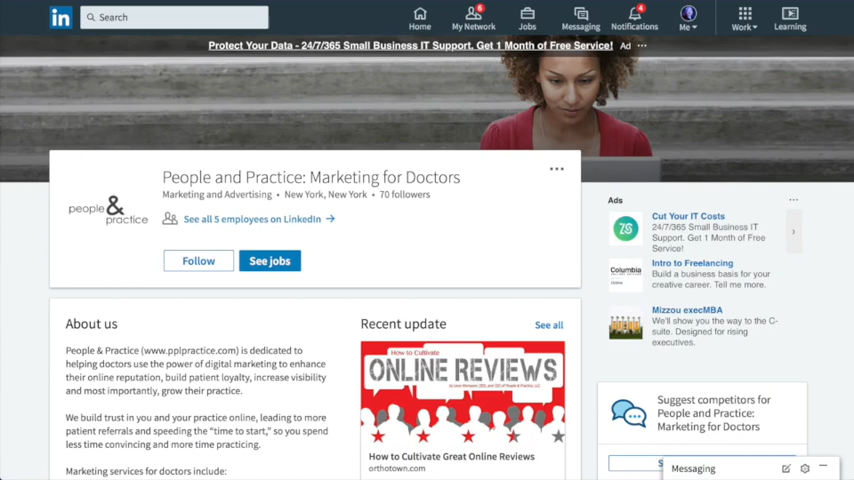 in
Search
6
4
Home
My Network
Jobs
Messaging
Notifications
Me
Work
Learning
Protect Your Data - 24/7/365 Small Business IT Support. Get 1 Month of Free Service! Ad ...
people & practice
People and Practice: Marketing for Doctors
Marketing and Advertising • New York, New York • 70 followers
See all 5 employees on LinkedIn →
Follow
See jobs
Ads
Cut Your IT Costs
24/7/365 Small Business IT
Support. Get 1 Month of Free
Service!
Columbia
Intro to Freelancing
Build a business basis for your
creative career. Tell me more.
Mizzou execMBA
We'll show you the way to the C-
suite. Designed for rising
executives.
About us
People & Practice (www.pplpractice.com) is dedicated to
helping doctors use the power of digital marketing to enhance
their online reputation, build patient loyalty, increase visibility
and most importantly, grow their practice.
We build trust in you and your practice online, leading to more
patient referrals and speeding the "time to start," so you spend
less time convincing and more time practicing.
Marketing services for doctors include:
Recent update
See all
How to Cultivate
ONLINE REVIEWS
How to Cultivate Great Online Reviews
orthotown.com
Suggest competitors for
People and Practice:
Marketing for Doctors
Messaging